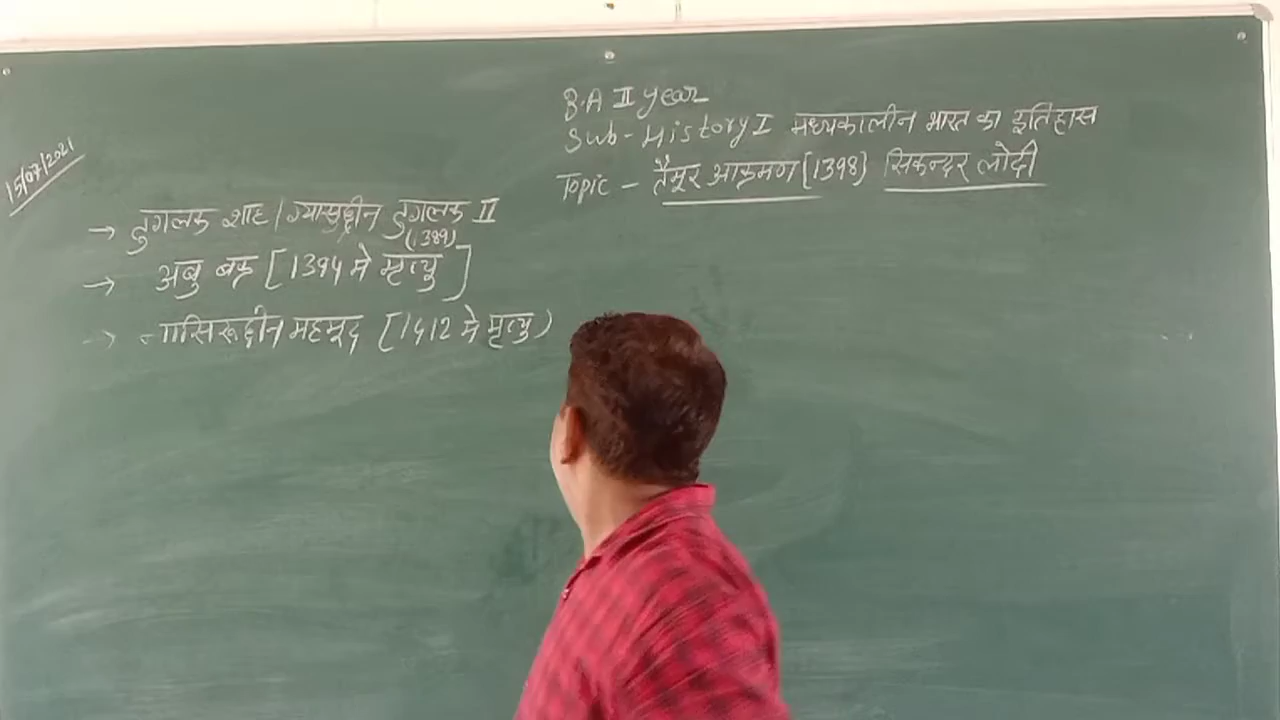 B.A II year
Sub-History I मध्यकालीन भारत का इतिहास
Topic - तैमूर आक्रमण [1398) सिकन्दर लोदी
15/07/2021
→ तुगलक शाह / ग्यासुद्दीन तुगलक II
(1389)
→ अबु बक्र [1394 मे मृत्यु]
→ नासिरूद्दीन महमूद [1412 मे मृत्यु)